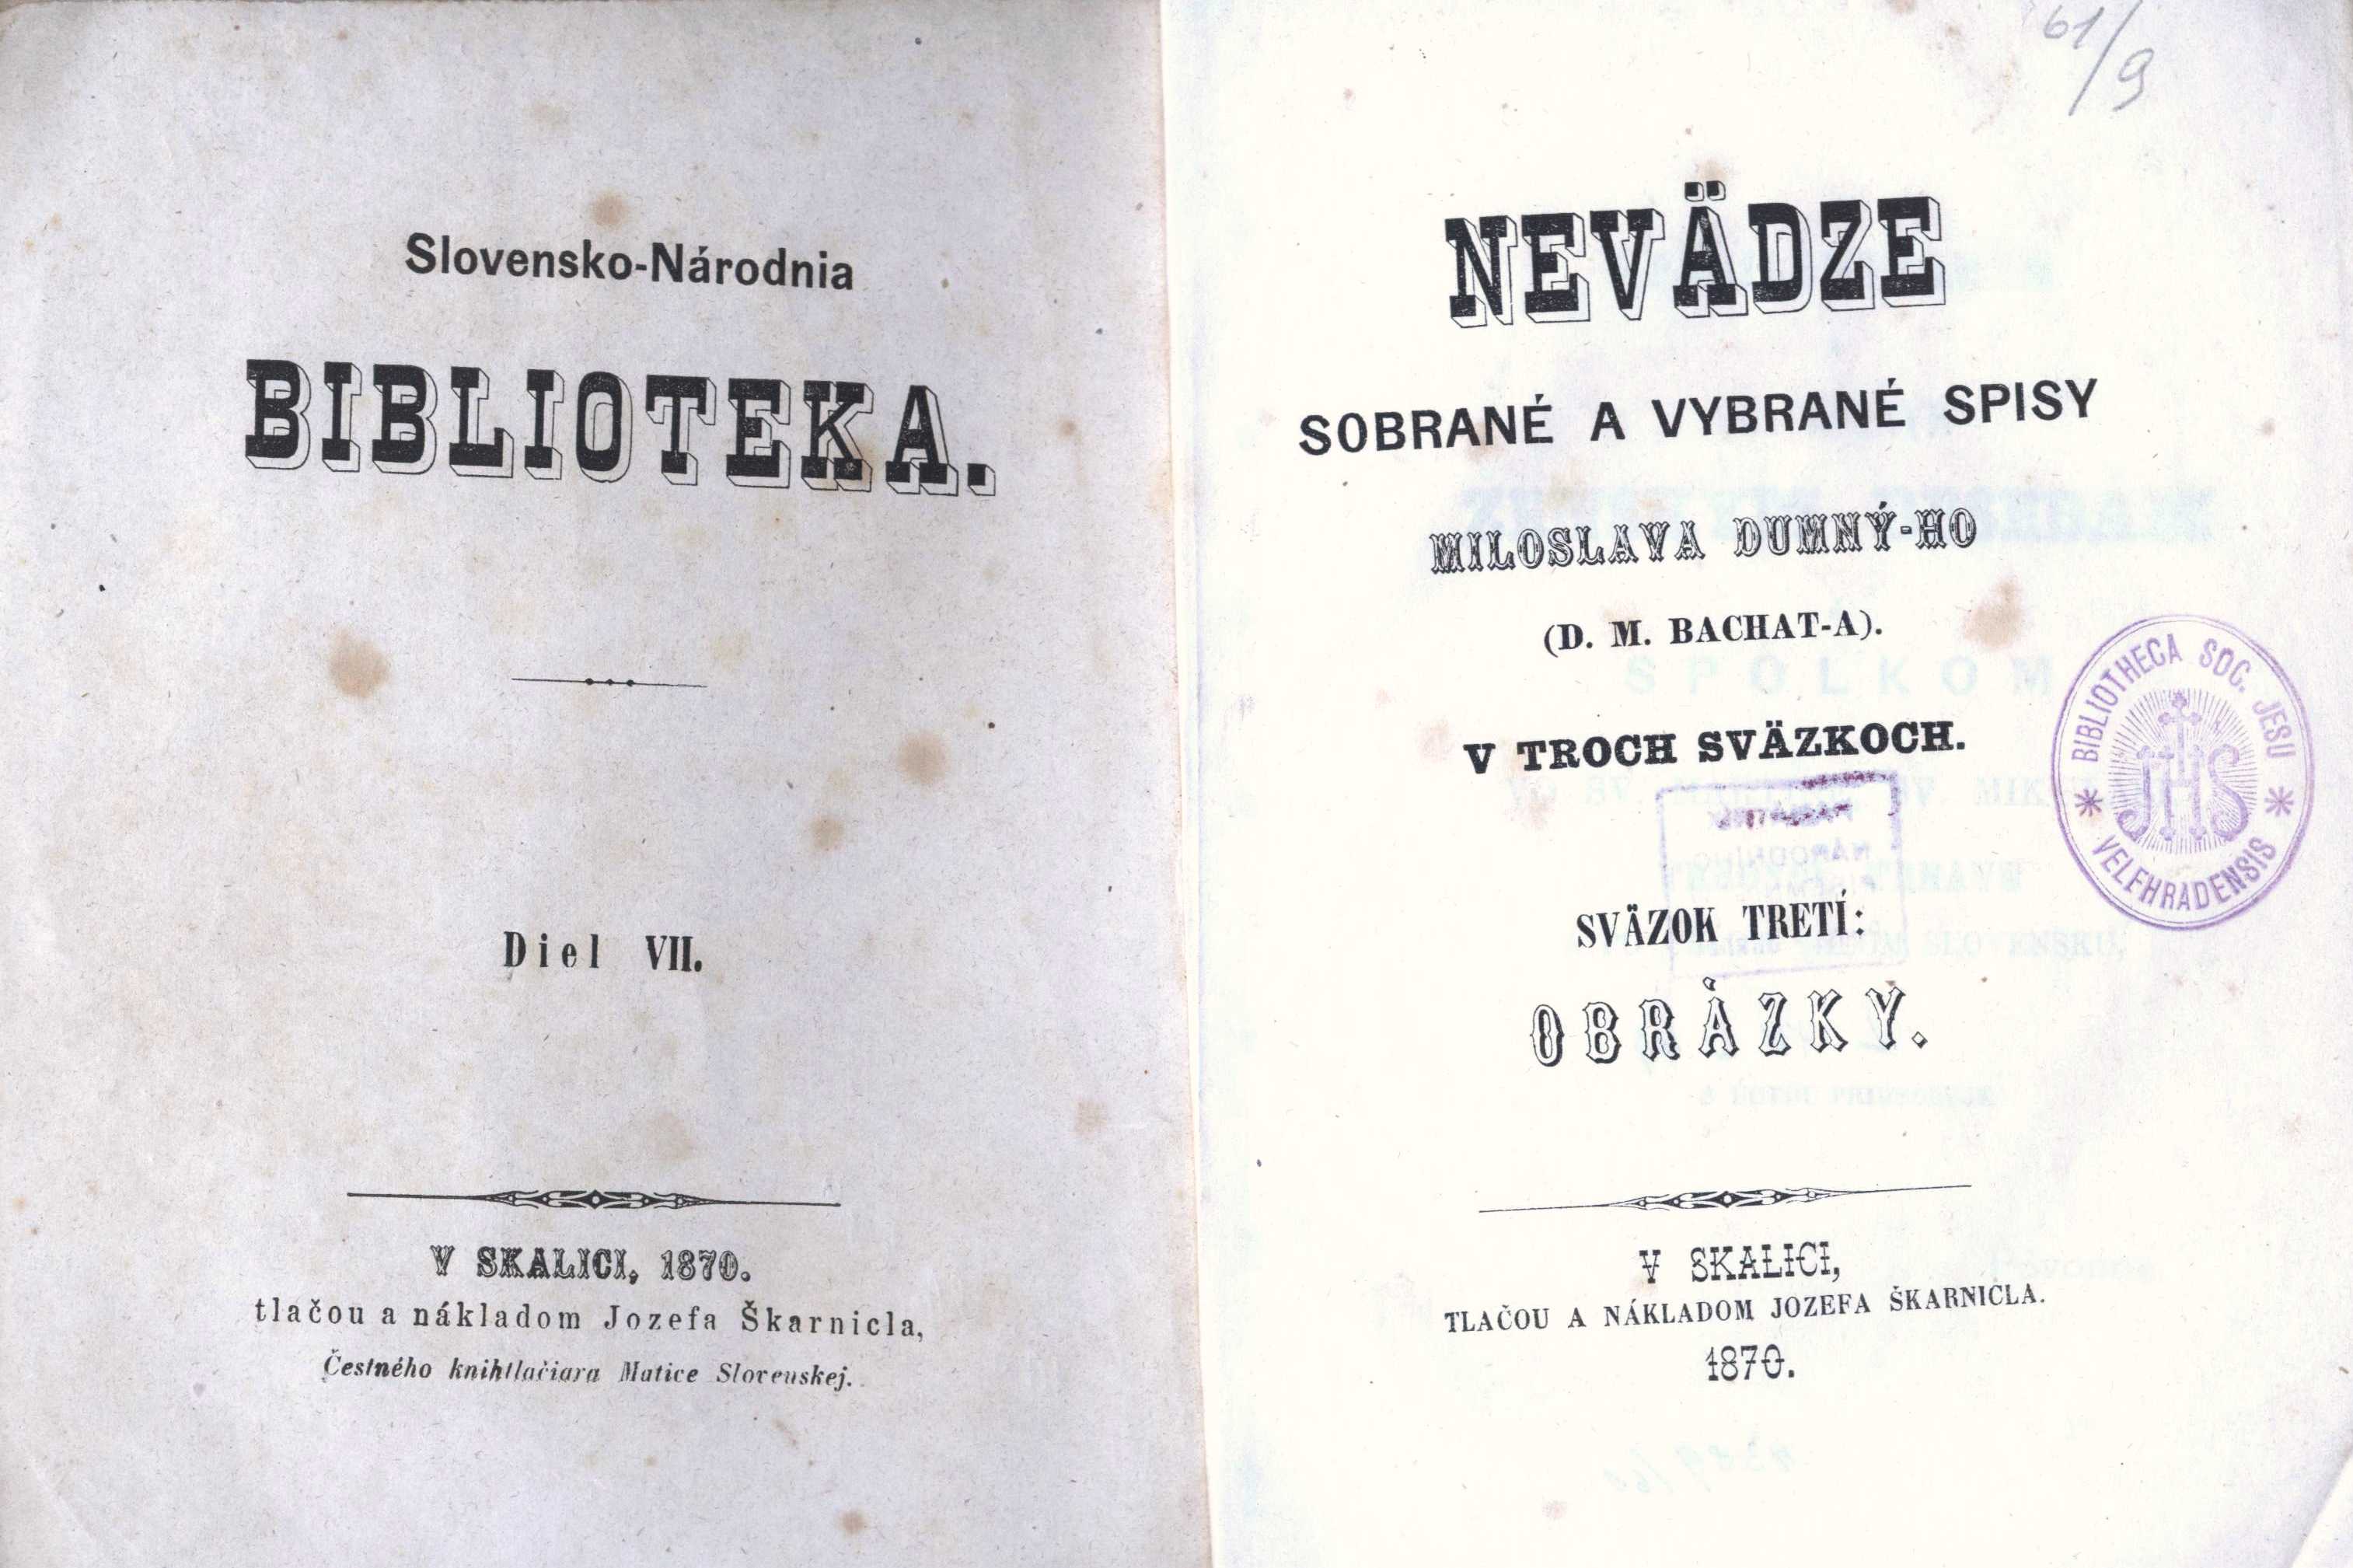 Slovensko-Národnia
BIBLIOTEKA.
Diel VII.
V SKALICI, 1870.
tlačou a nákladom Jozefa Škarnicla,
Čestného knihtlačiara Matice Slovenskej.
61/9
NEVÄDZE
SOBRANÉ A VYBRANÉ SPISY
MILOSLAVA DUMNÝ-HO
(D. M. BACHAT-A).
V TROCH SVÄZKOCH.
BIBLIOTHECA SOC. JESU
JHS
* VELEHRADENSIS *
SVÄZOK TRETÍ:
OBRÁZKY.
V SKALICI,
TLAČOU A NÁKLADOM JOZEFA ŠKARNICLA.
1870.